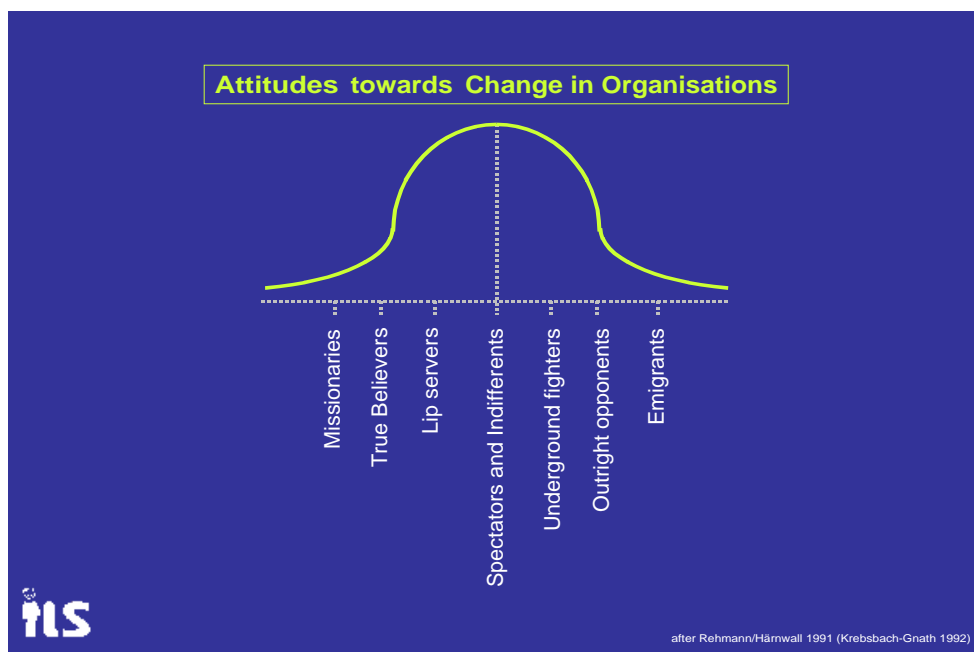 Attitudes towards Change in Organisations
Missionaries
True Believers
Lip servers
Spectators and Indifferents
Underground fighters
Outright opponents
Emigrants
ILS
after Rehmann/Härnwall 1991 (Krebsbach-Gnath 1992)